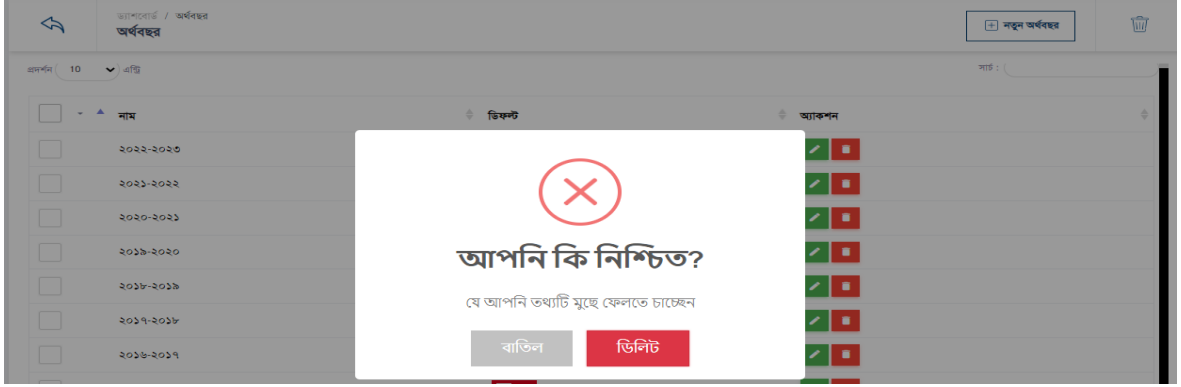 ড্যাশবোর্ড / অর্থবছর
অর্থবছর
নতুন অর্থবছর
প্রদর্শন 10 এন্ট্রি
সার্চ :
নাম ডিফল্ট অ্যাকশন
২০২২-২০২৩
২০২১-২০২২
২০২০-২০২১
২০১৯-২০২০
২০১৮-২০১৯
২০১৭-২০১৮
২০১৬-২০১৭
আপনি কি নিশ্চিত?
যে আপনি তথ্যটি মুছে ফেলতে চাচ্ছেন
বাতিল ডিলিট